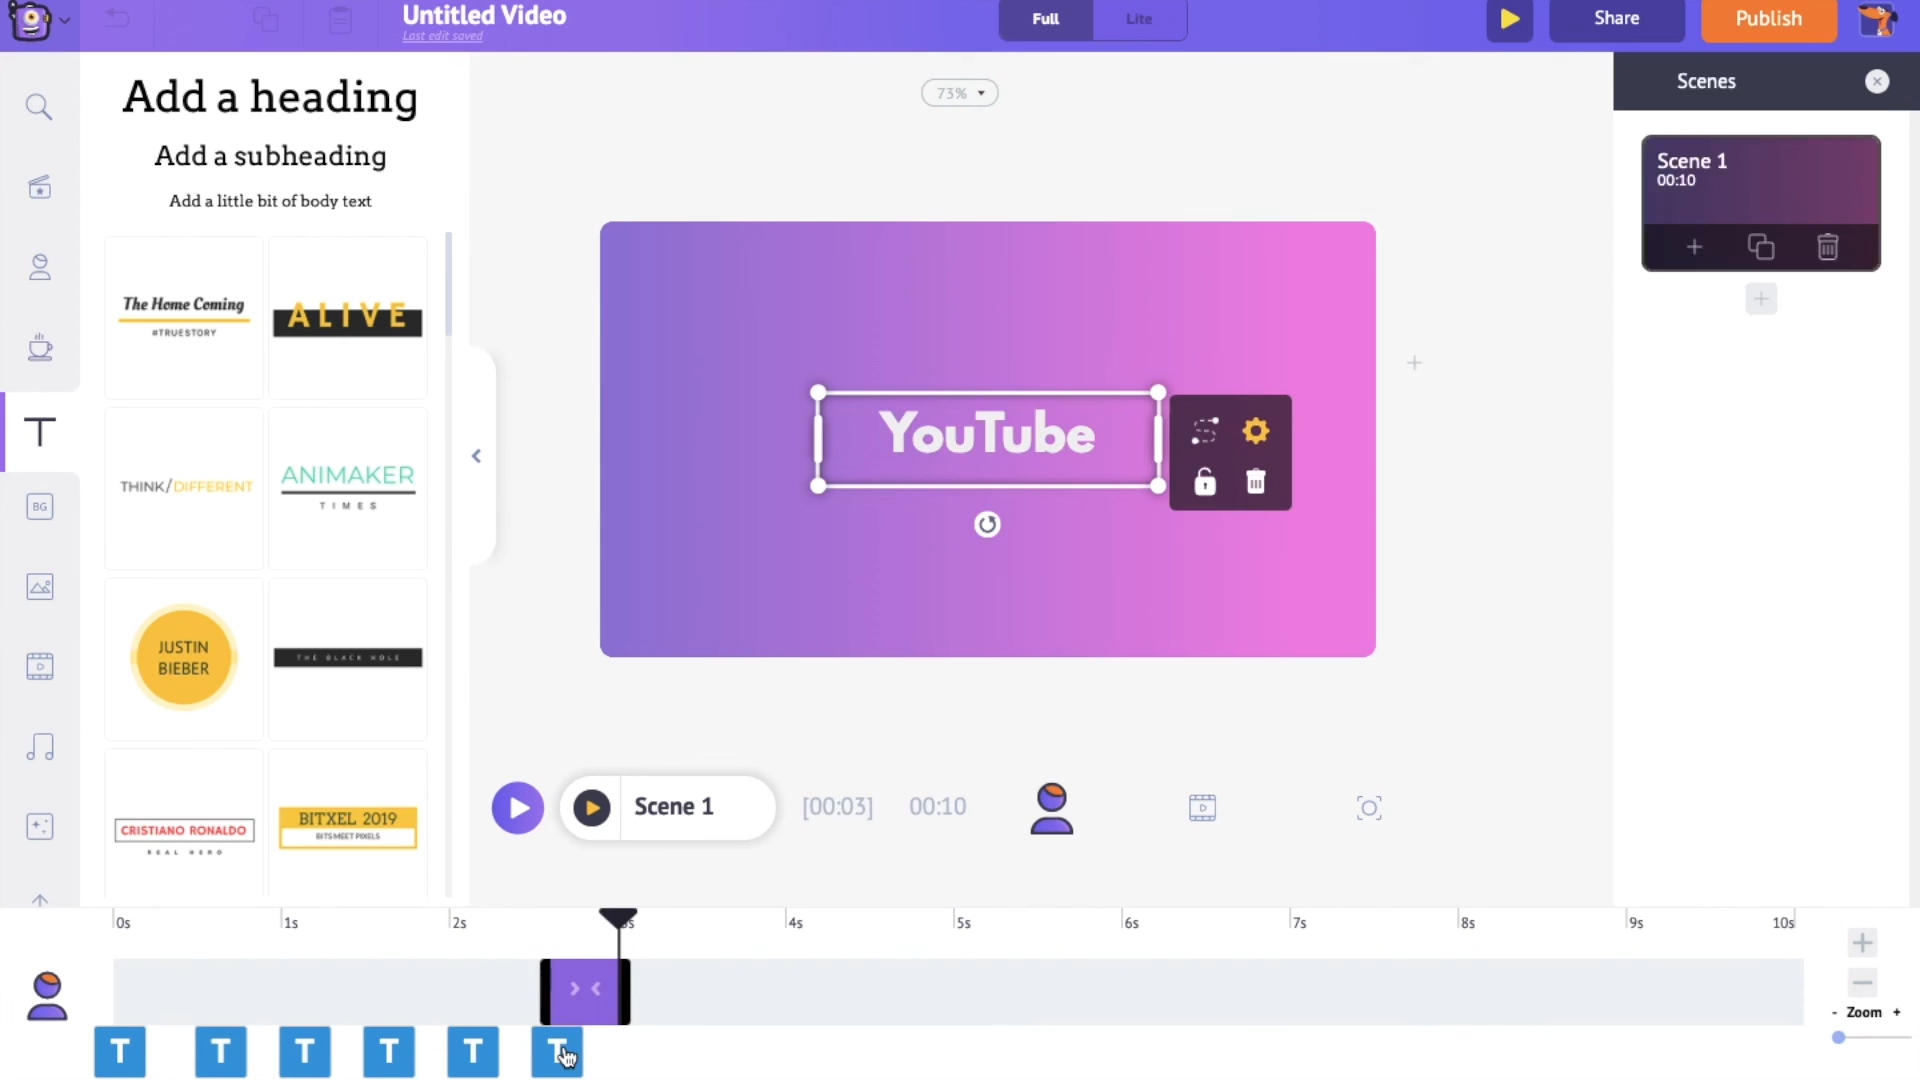 Untitled Video
Last edit saved
Full
Lite
Share
Publish
Add a heading
Add a subheading
Add a little bit of body text
The Home Coming
#TRUESTORY
ALIVE
THINK/DIFFERENT
ANIMAKER
TIMES
JUSTIN
BIEBER
THE BLACK HOLE
CRISTIANO RONALDO
REAL HERO
BITXEL 2019
BITS MEET PIXELS
BG
73%
YouTube
Scenes
Scene 1
00:10
Scene 1
[00:03]
00:10
0s
1s
2s
4s
5s
6s
7s
8s
9s
10s
- Zoom +
T
T
T
T
T
T